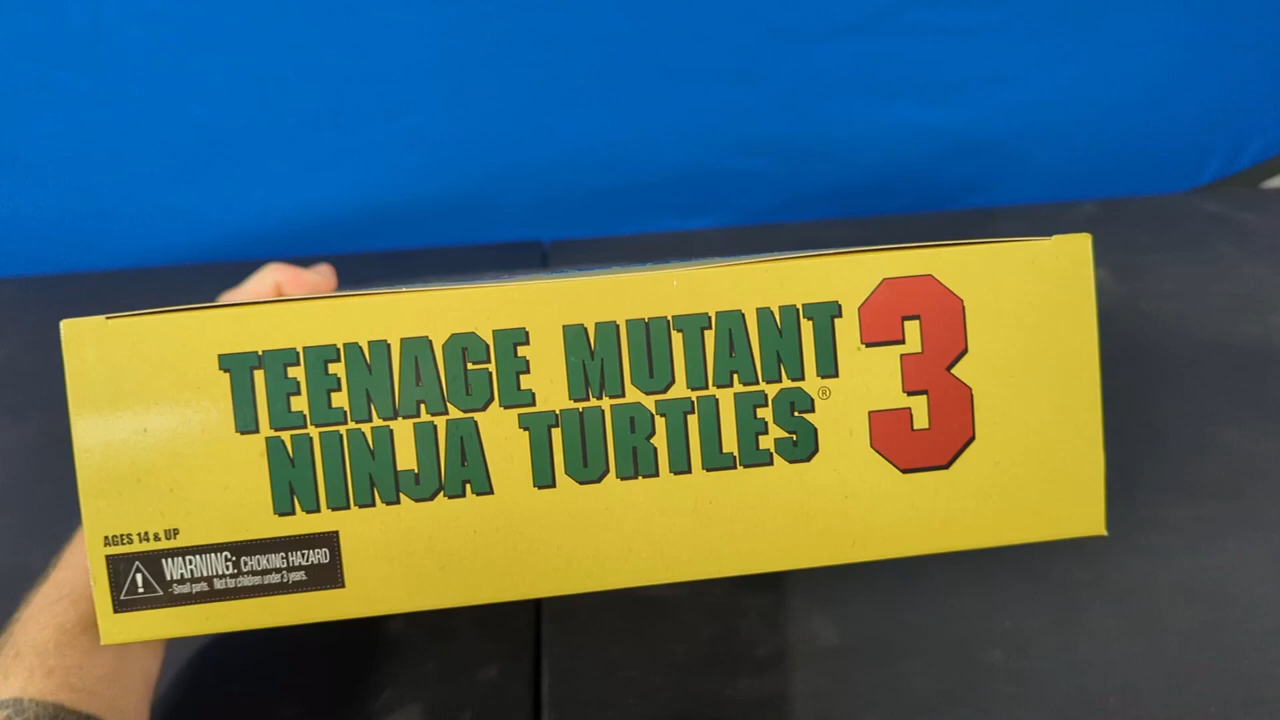 TEENAGE MUTANT 3
NINJA TURTLES®
AGES 14 & UP
WARNING: CHOKING HAZARD
-Small parts. Not for children under 3 years.